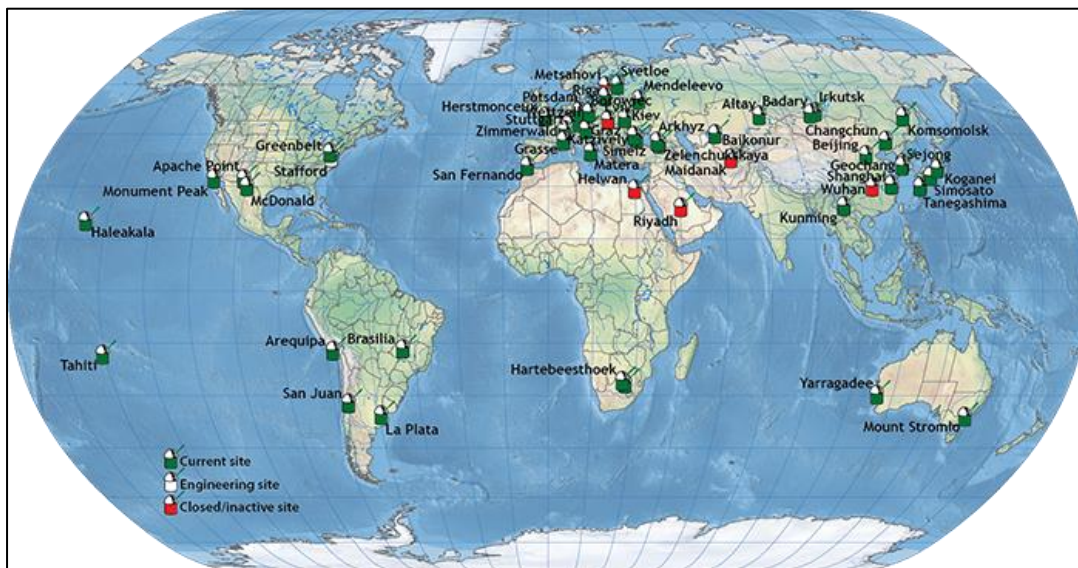 Metsahovi
Svetloe
Riga
Mendeleevo
Potsdam
Borowiec
Herstmonceux
Kiev
Zimmerwald
Graz
Katzively
Arkhyz
Grasse
Simeiz
Zelenchukskaya
Matera
San Fernando
Helwan
Riyadh
Maidanak
Baikonur
Altay
Badary
Irkutsk
Komsomolsk
Changchun
Beijing
Sejong
Geochang
Shanghai
Koganei
Wuhan
Simosato
Tanegashima
Kunming
Greenbelt
Stafford
Apache Point
Monument Peak
McDonald
Haleakala
Tahiti
Arequipa
Brasilia
San Juan
La Plata
Hartebeesthoek
Yarragadee
Mount Stromlo
Current site
Engineering site
Closed/inactive site